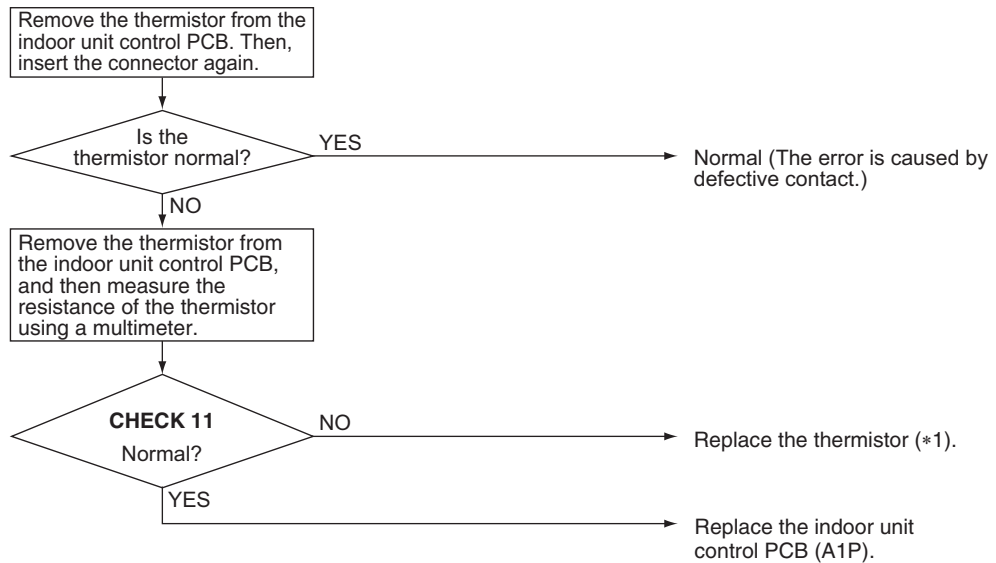 Remove the thermistor from the
indoor unit control PCB. Then,
insert the connector again.
Is the
thermistor normal?
YES
Normal (The error is caused by
defective contact.)
NO
Remove the thermistor from
the indoor unit control PCB,
and then measure the
resistance of the thermistor
using a multimeter.
CHECK 11
Normal?
NO
Replace the thermistor (*1).
YES
Replace the indoor unit
control PCB (A1P).